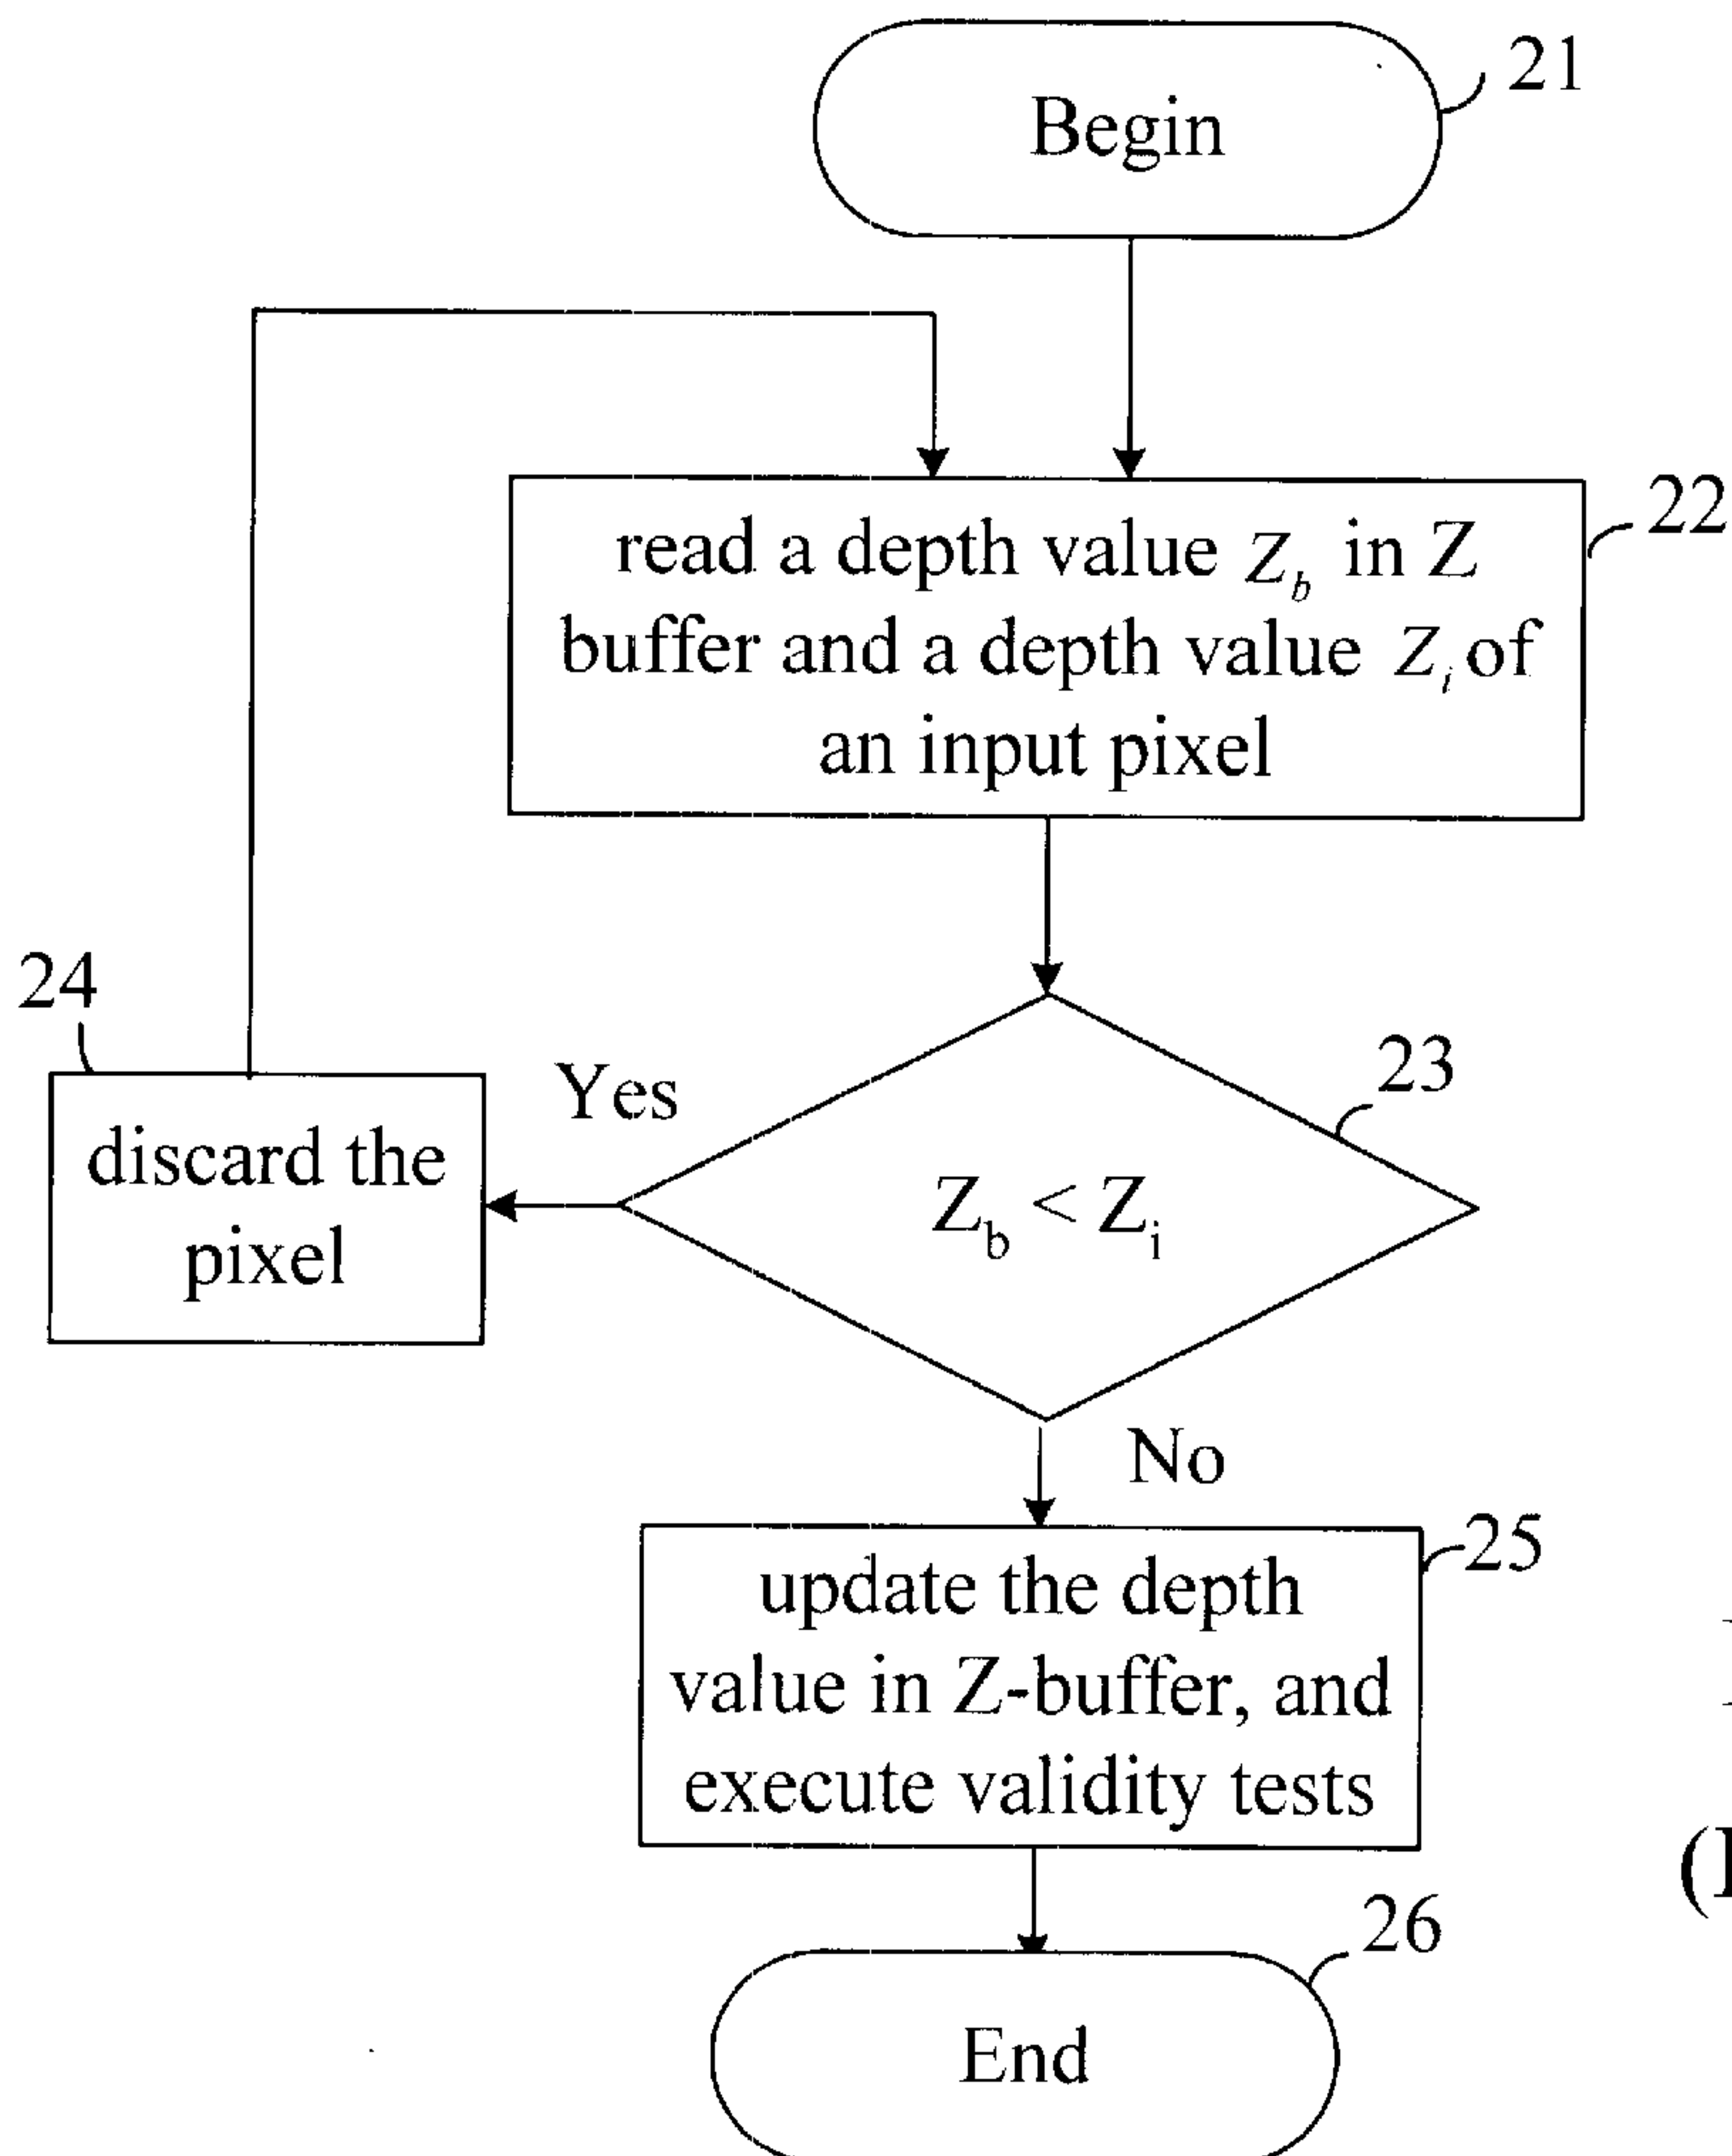 21
Begin
22
read a depth value Z_b in Z
buffer and a depth value Z_i of
an input pixel
24
23
Yes
discard the
pixel
Z_b < Z_i
No
25
update the depth
value in Z-buffer, and
execute validity tests
26
End